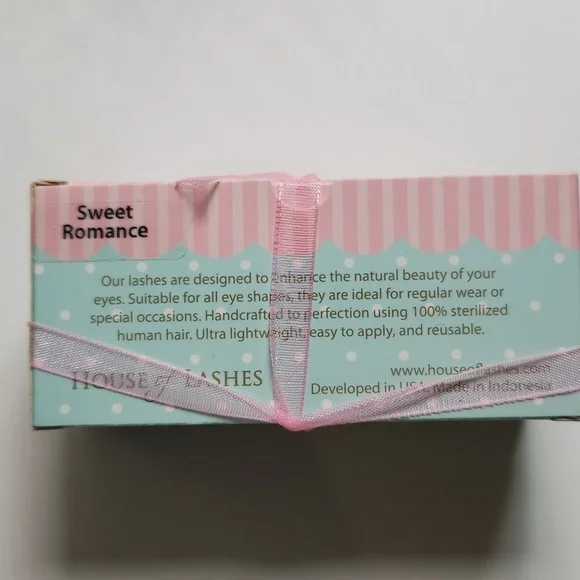 Sweet
Romance
Our lashes are designed to enhance the natural beauty of your
eyes. Suitable for all eye shapes, they are ideal for regular wear or
special occasions. Handcrafted to perfection using 100% sterilized
human hair. Ultra lightweight, easy to apply, and reusable.
HOUSE of LASHES
www.houseoflashes.com
Developed in USA. Made in Indonesia